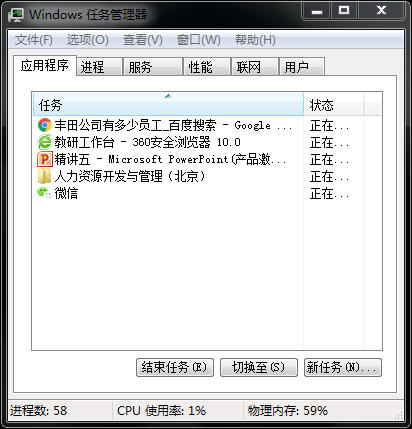 Windows 任务管理器
文件(F) 选项(O) 查看(V) 窗口(W) 帮助(H)
应用程序 进程 服务 性能 联网 用户
任务 状态
丰田公司有多少员工_百度搜索 - Google ... 正在...
教研工作台 - 360安全浏览器 10.0 正在...
精讲五 - Microsoft PowerPoint(产品激... 正在...
人力资源开发与管理（北京） 正在...
微信 正在...
结束任务(E) 切换至(S) 新任务(N)...
进程数: 58 CPU 使用率: 1% 物理内存: 59%